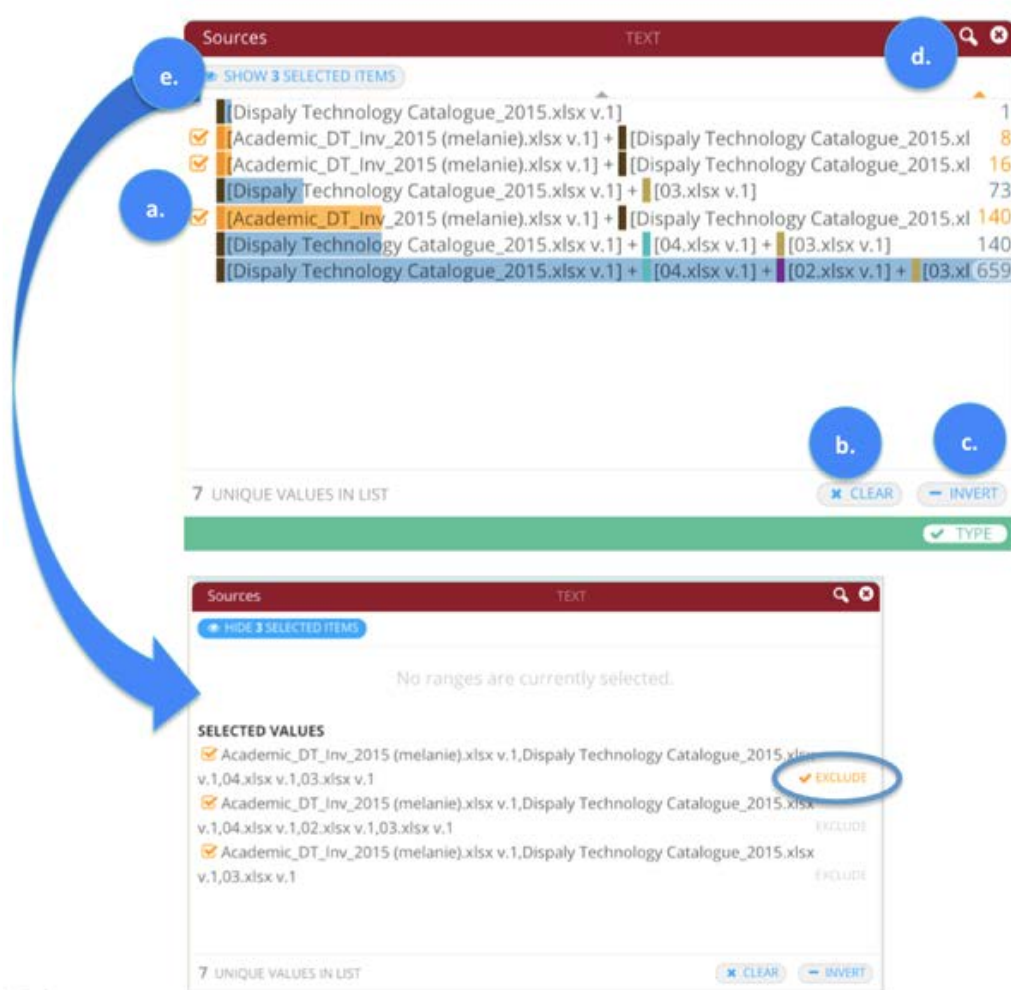 Sources TEXT d.
e. SHOW 3 SELECTED ITEMS
[Dispaly Technology Catalogue_2015.xlsx v.1] 1
[Academic_DT_Inv_2015 (melanie).xlsx v.1] + [Dispaly Technology Catalogue_2015.xl 8
[Academic_DT_Inv_2015 (melanie).xlsx v.1] + [Dispaly Technology Catalogue_2015.xl 16
[Dispaly Technology Catalogue_2015.xlsx v.1] + [03.xlsx v.1] 73
a. [Academic_DT_Inv_2015 (melanie).xlsx v.1] + [Dispaly Technology Catalogue_2015.xl 140
[Dispaly Technology Catalogue_2015.xlsx v.1] + [04.xlsx v.1] + [03.xlsx v.1] 140
[Dispaly Technology Catalogue_2015.xlsx v.1] + [04.xlsx v.1] + [02.xlsx v.1] + [03.xl 659
b. c.
7 UNIQUE VALUES IN LIST CLEAR INVERT
TYPE
Sources TEXT
HIDE 3 SELECTED ITEMS
No ranges are currently selected.
SELECTED VALUES
Academic_DT_Inv_2015 (melanie).xlsx v.1,Dispaly Technology Catalogue_2015.xlsx
v.1,04.xlsx v.1,03.xlsx v.1 EXCLUDE
Academic_DT_Inv_2015 (melanie).xlsx v.1,Dispaly Technology Catalogue_2015.xlsx
v.1,04.xlsx v.1,02.xlsx v.1,03.xlsx v.1 EXCLUDE
Academic_DT_Inv_2015 (melanie).xlsx v.1,Dispaly Technology Catalogue_2015.xlsx
v.1,03.xlsx v.1 EXCLUDE
7 UNIQUE VALUES IN LIST CLEAR INVERT